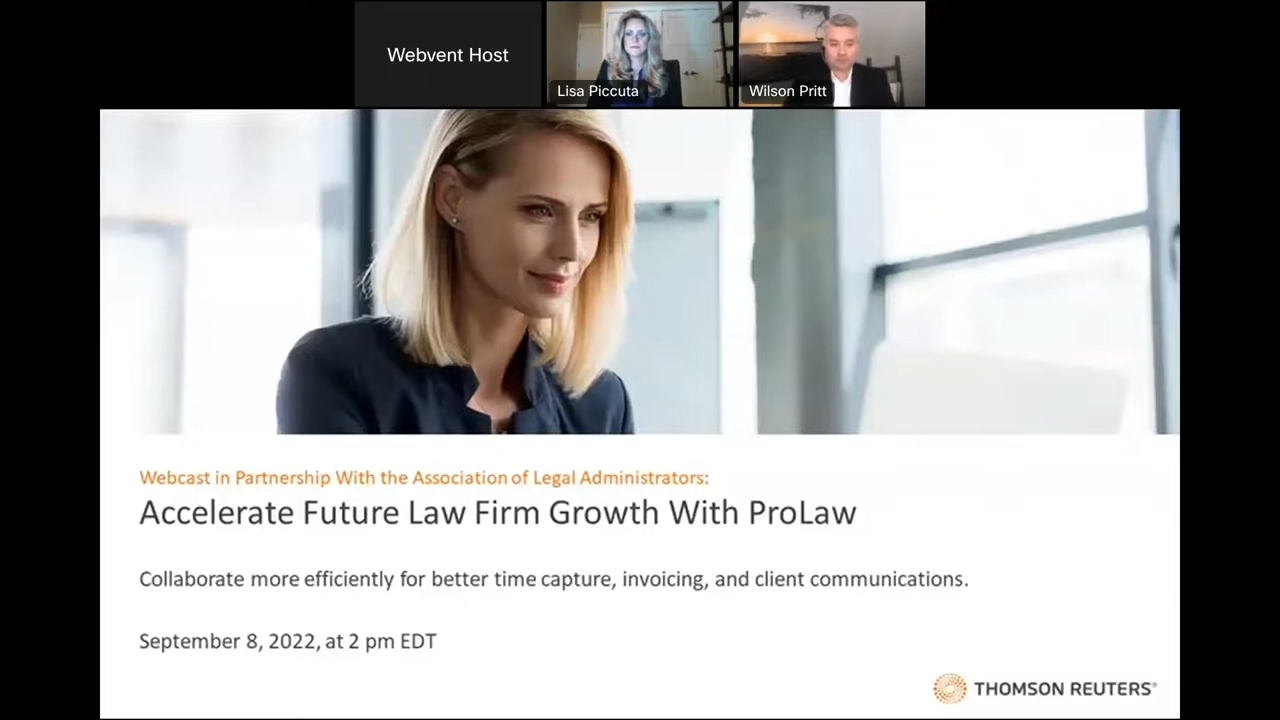 Webvent Host
Lisa Piccuta
Wilson Pritt
Webcast in Partnership With the Association of Legal Administrators:
Accelerate Future Law Firm Growth With ProLaw
Collaborate more efficiently for better time capture, invoicing, and client communications.
September 8, 2022, at 2 pm EDT
THOMSON REUTERS®